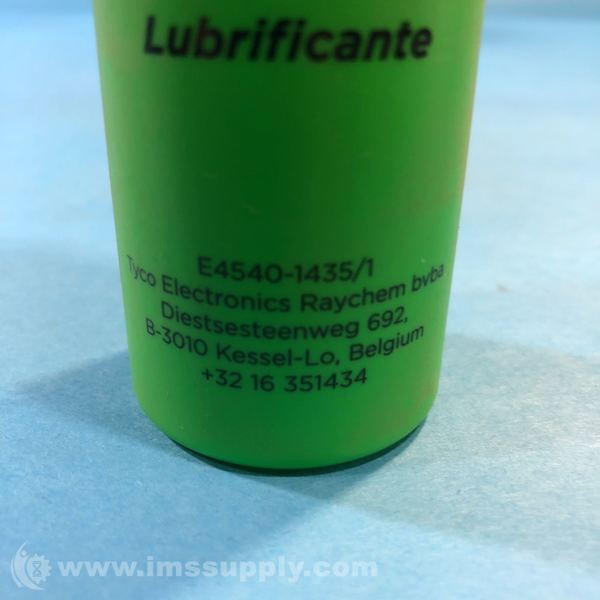 Lubrificante
E4540-1435/1
Tyco Electronics Raychem bvba
Diestsesteenweg 692,
B-3010 Kessel-Lo, Belgium
+32 16 351434
www.imssupply.com